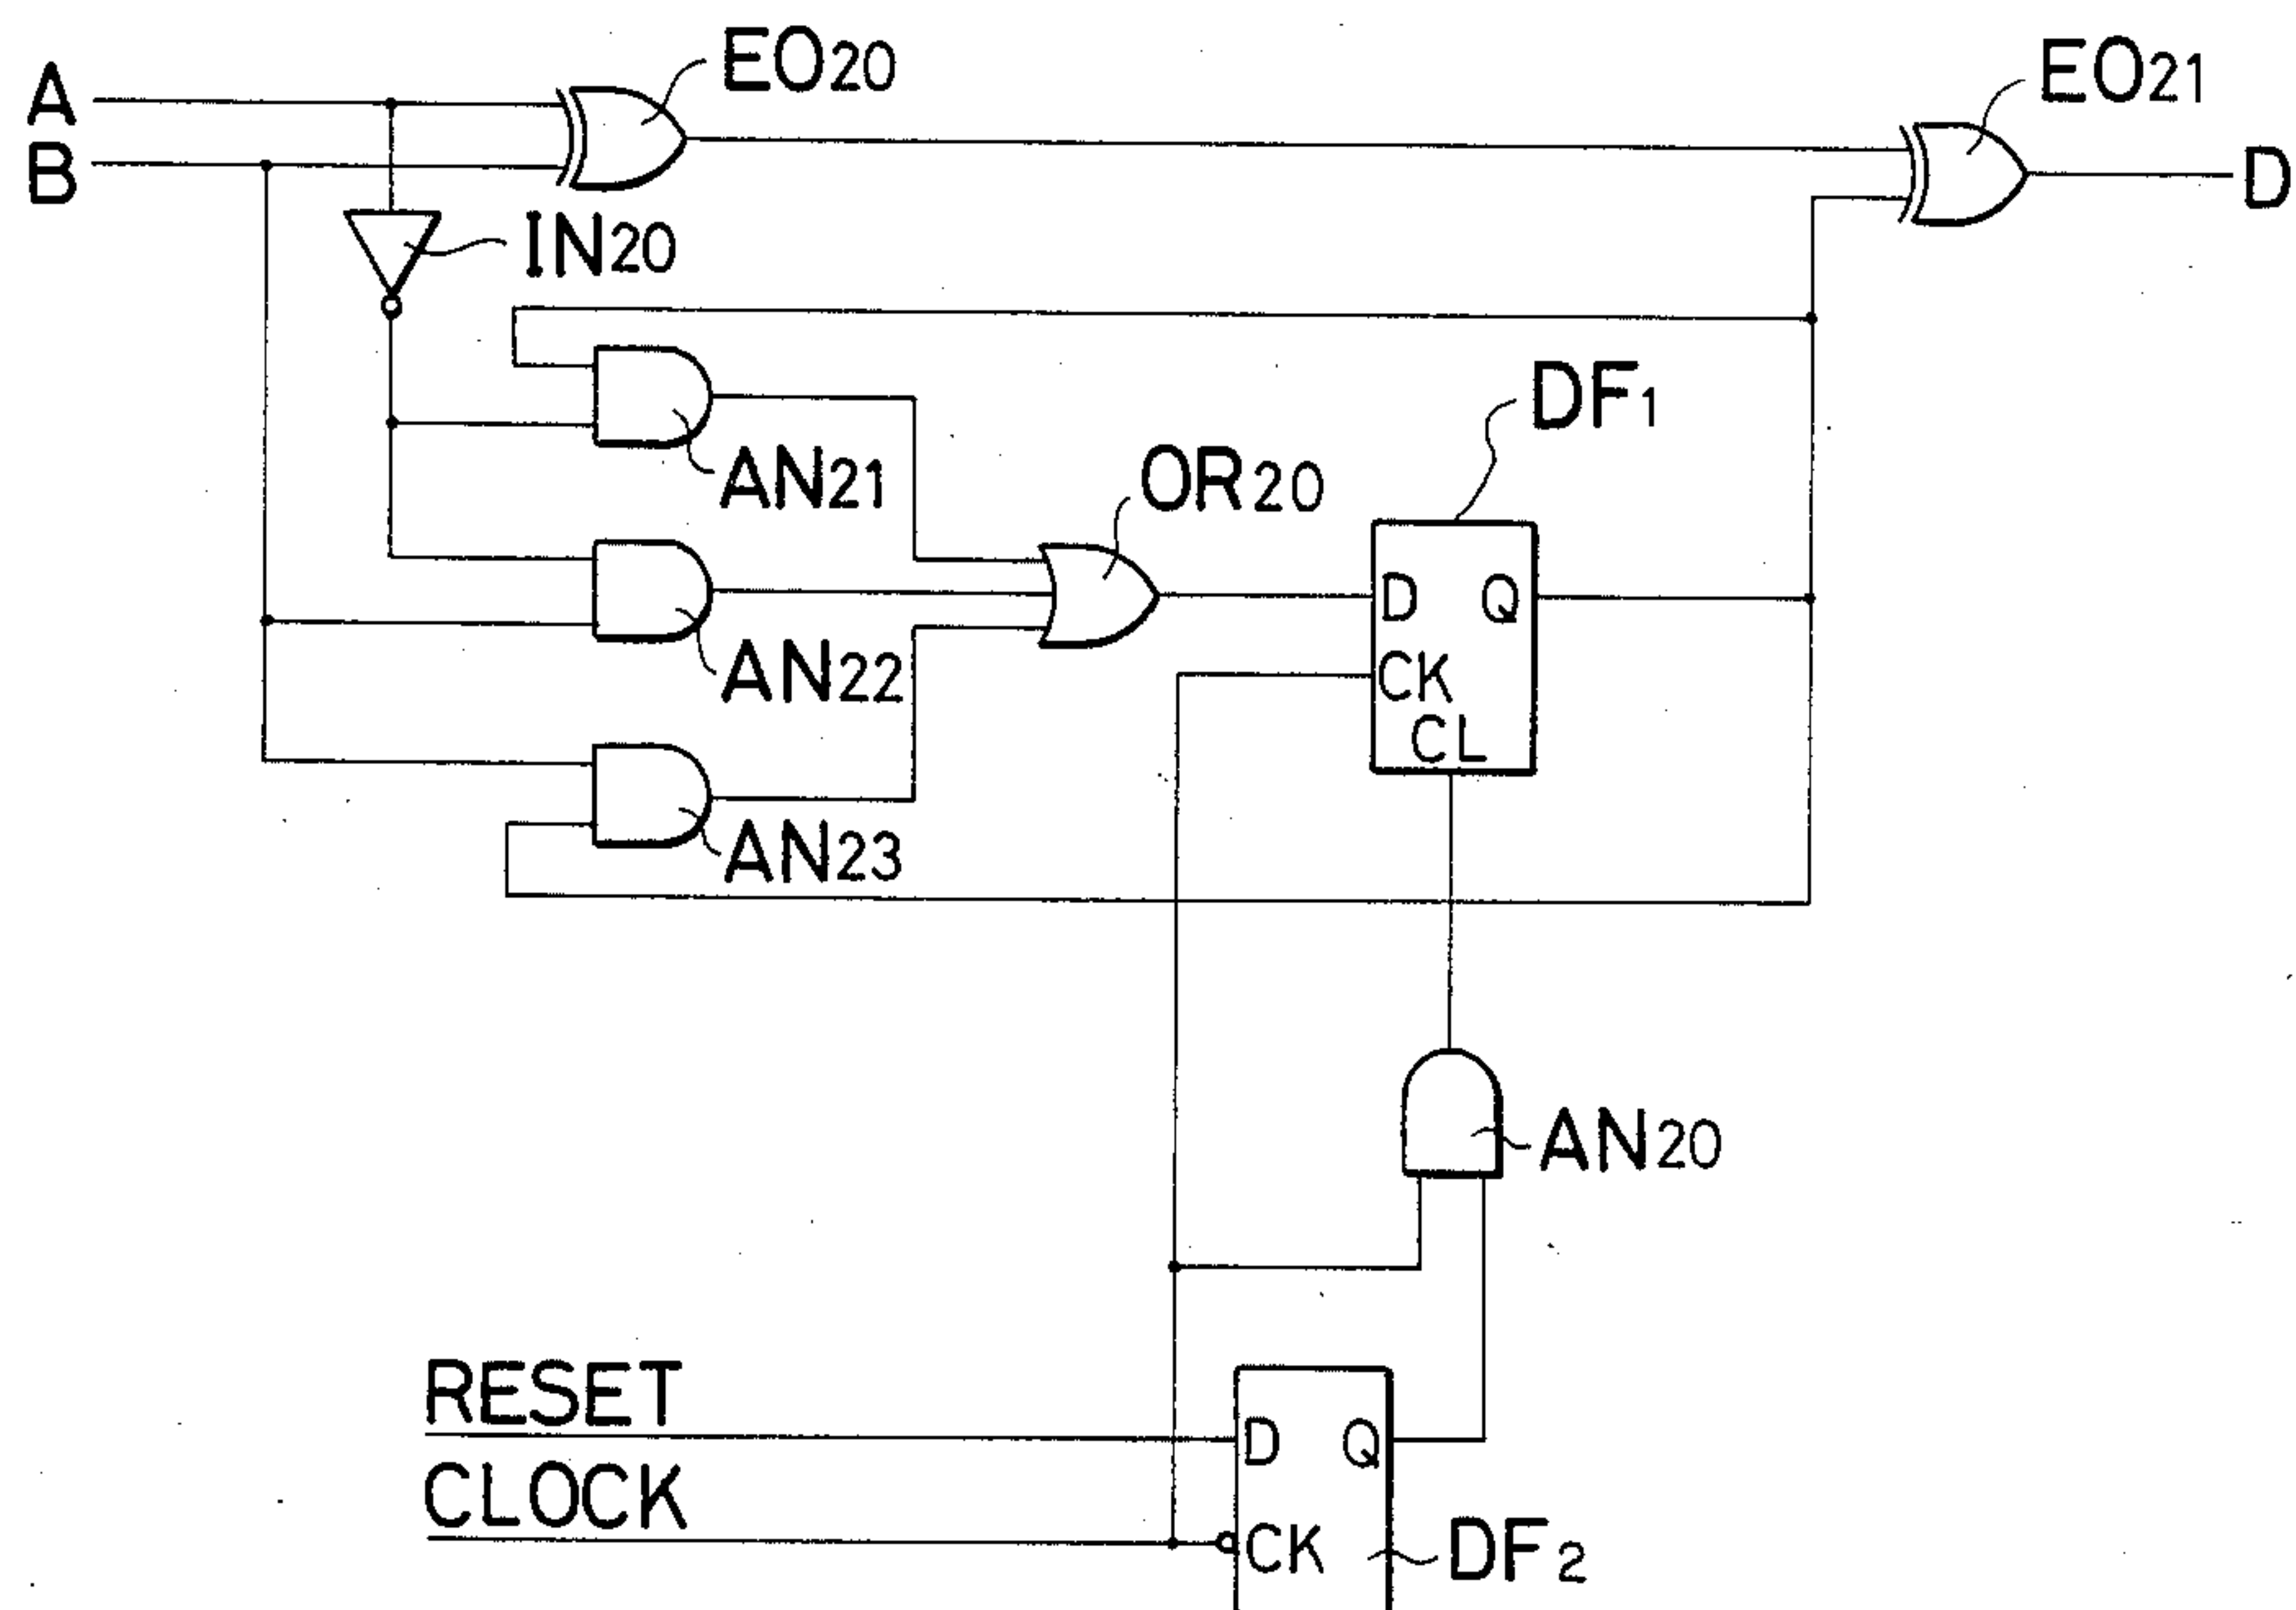 A
B
EO20
EO21
D
IN20
AN21
DF1
OR20
AN22
D Q
CK
CL
AN23
AN20
RESET
CLOCK
D Q
CK
DF2